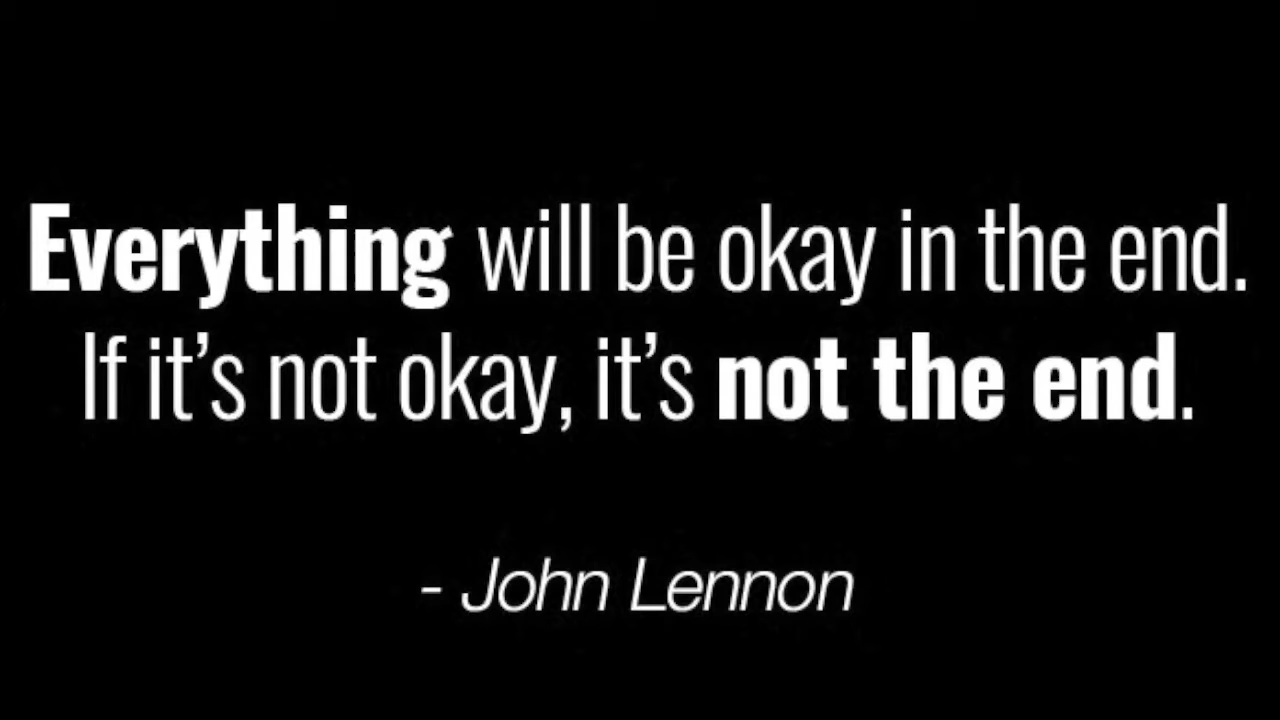 Everything will be okay in the end.
If it’s not okay, it’s not the end.
- John Lennon